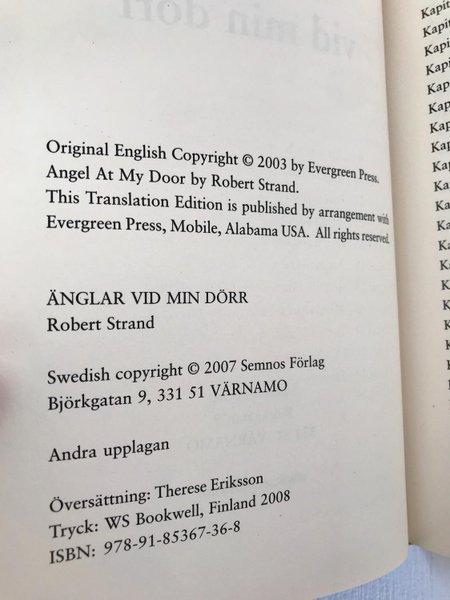 vid min dörr
Original English Copyright © 2003 by Evergreen Press.
Angel At My Door by Robert Strand.
This Translation Edition is published by arrangement with
Evergreen Press, Mobile, Alabama USA. All rights reserved.
ÄNGLAR VID MIN DÖRR
Robert Strand
Swedish copyright © 2007 Semnos Förlag
Björkgatan 9, 331 51 VÄRNAMO
Andra upplagan
Översättning: Therese Eriksson
Tryck: WS Bookwell, Finland 2008
ISBN: 978-91-85367-36-8